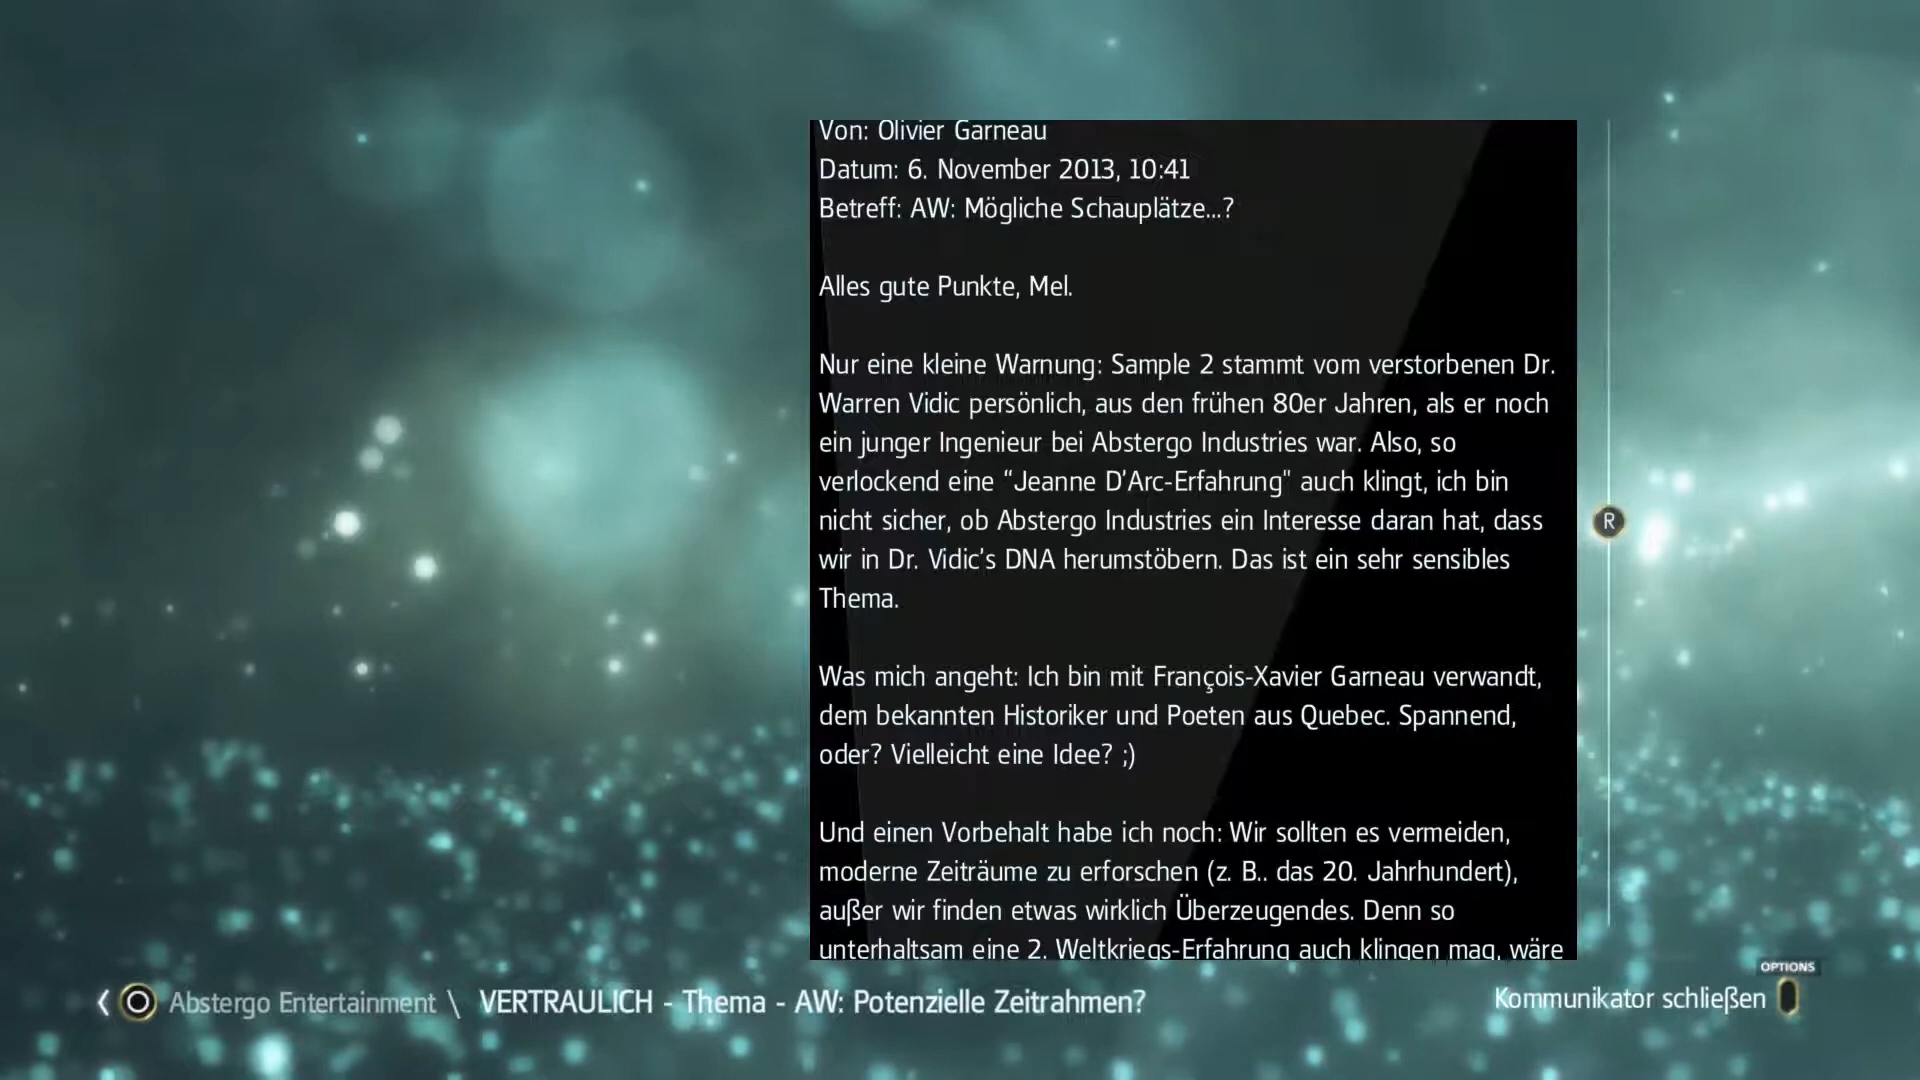 Von: Olivier Garneau
Datum: 6. November 2013, 10:41
Betreff: AW: Mögliche Schauplätze...?
Alles gute Punkte, Mel.
Nur eine kleine Warnung: Sample 2 stammt vom verstorbenen Dr.
Warren Vidic persönlich, aus den frühen 80er Jahren, als er noch
ein junger Ingenieur bei Abstergo Industries war. Also, so
verlockend eine “Jeanne D'Arc-Erfahrung" auch klingt, ich bin
nicht sicher, ob Abstergo Industries ein Interesse daran hat, dass
wir in Dr. Vidic's DNA herumstöbern. Das ist ein sehr sensibles
Thema.
R
Was mich angeht: Ich bin mit François-Xavier Garneau verwandt,
dem bekannten Historiker und Poeten aus Quebec. Spannend,
oder? Vielleicht eine Idee? ;)
Und einen Vorbehalt habe ich noch: Wir sollten es vermeiden,
moderne Zeiträume zu erforschen (z. B.. das 20. Jahrhundert),
außer wir finden etwas wirklich Überzeugendes. Denn so
unterhaltsam eine 2. Weltkriegs-Erfahrung auch klingen mag, wäre
OPTIONS
Abstergo Entertainment \ VERTRAULICH - Thema - AW: Potenzielle Zeitrahmen?
Kommunikator schließen